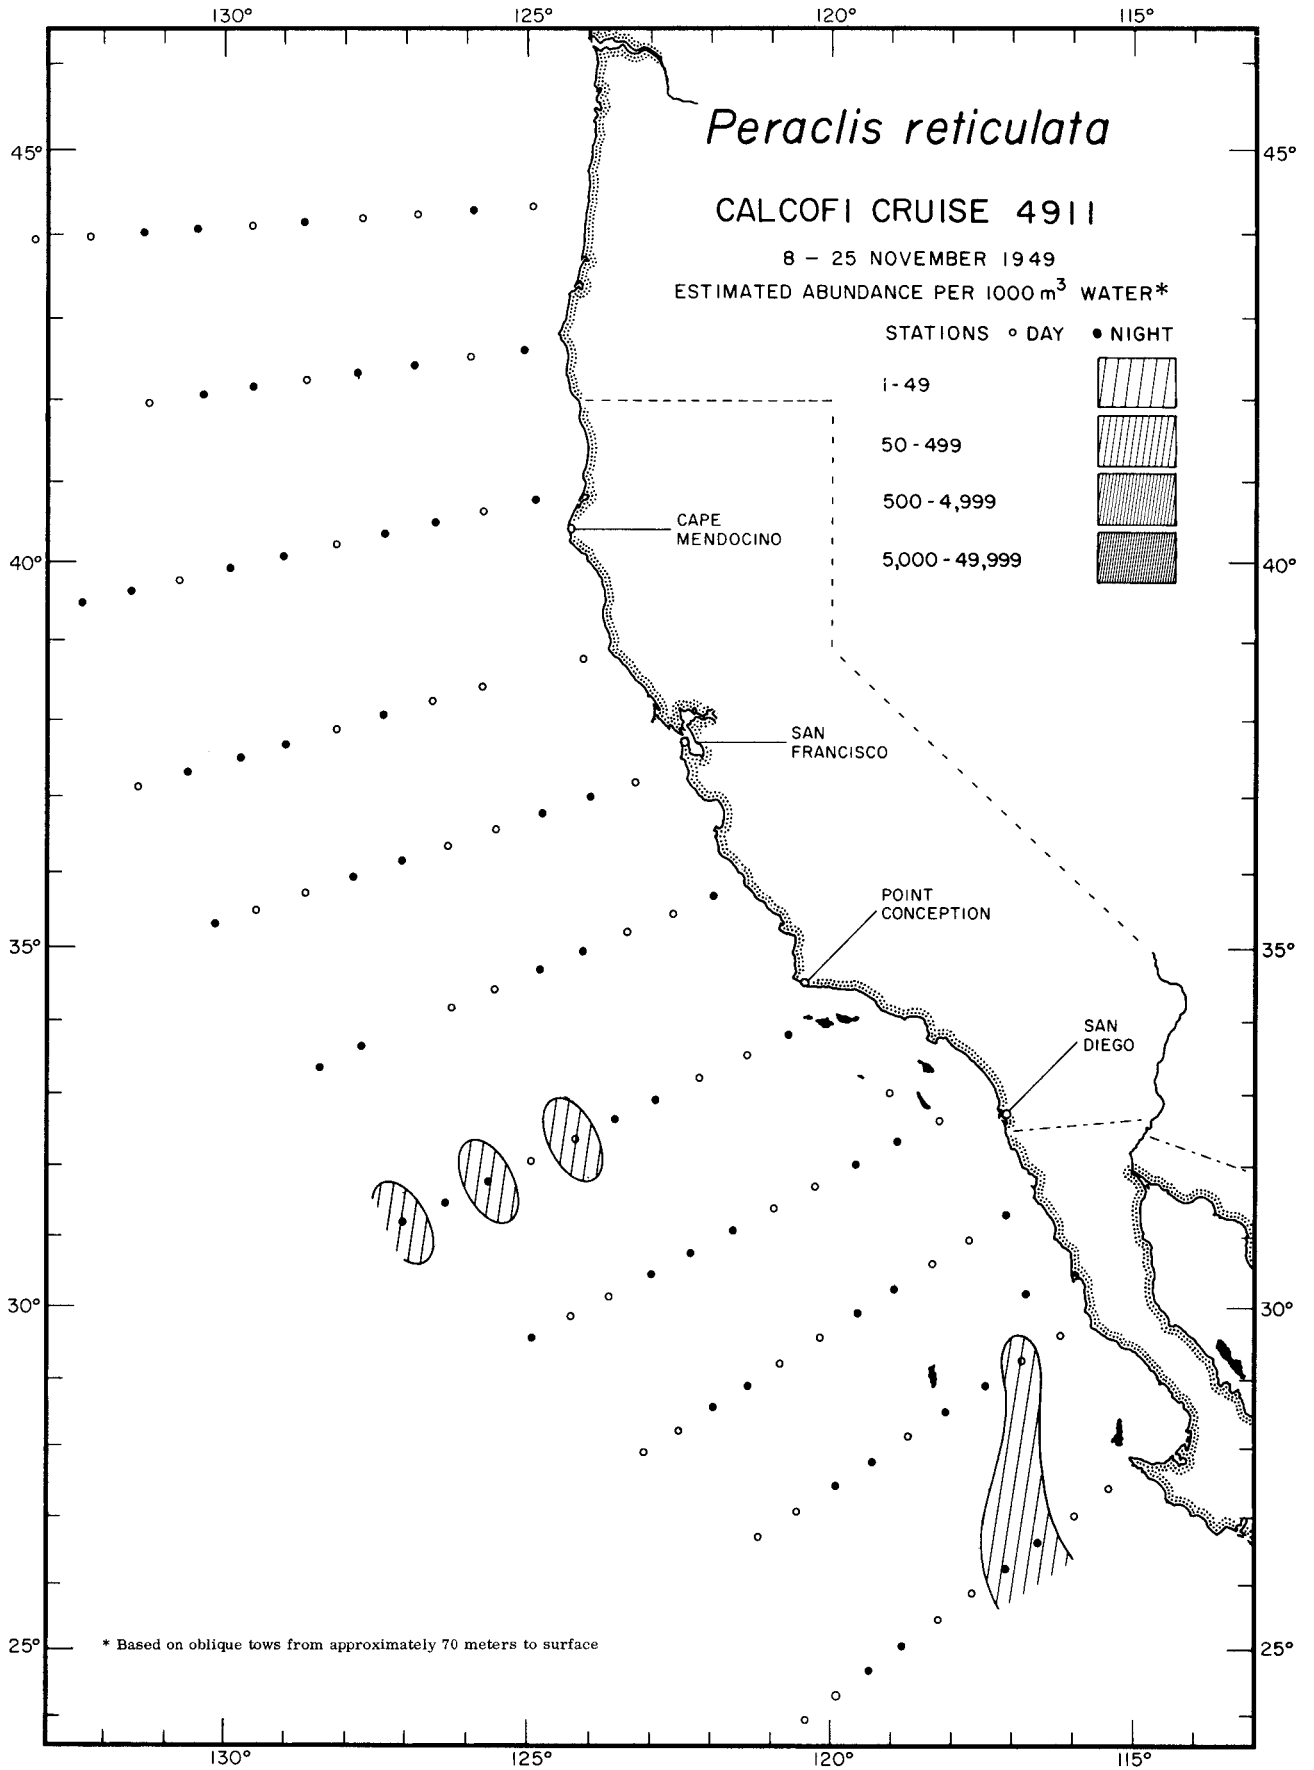 130° 125° 120° 115°
Peraclis reticulata
45° 45°
CALCOFI CRUISE 4911
8 – 25 NOVEMBER 1949
ESTIMATED ABUNDANCE PER 1000 m³ WATER*
STATIONS ○ DAY ● NIGHT
1-49
50-499
500-4,999
CAPE
MENDOCINO
5,000-49,999
40° 40°
SAN
FRANCISCO
POINT
CONCEPTION
35° 35°
SAN
DIEGO
30° 30°
* Based on oblique tows from approximately 70 meters to surface
25° 25°
130° 125° 120° 115°